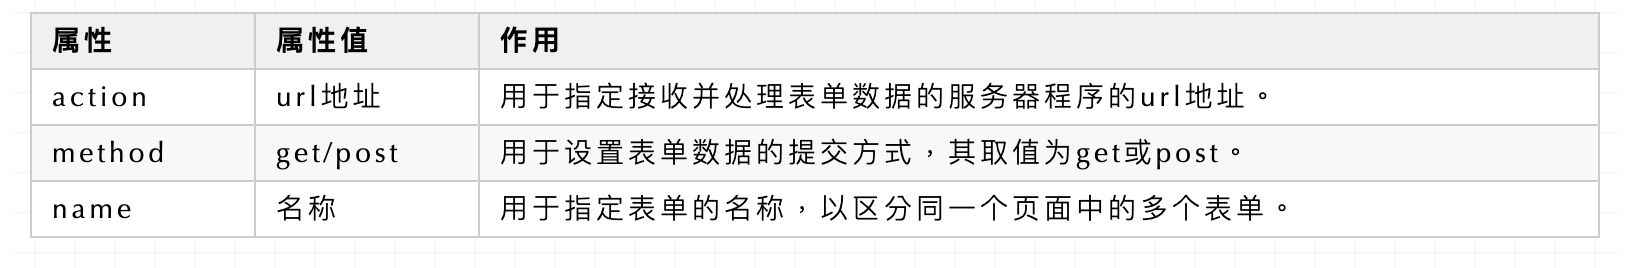 属性 属性值 作用
action url地址 用于指定接收并处理表单数据的服务器程序的url地址。
method get/post 用于设置表单数据的提交方式，其取值为get或post。
name 名称 用于指定表单的名称，以区分同一个页面中的多个表单。